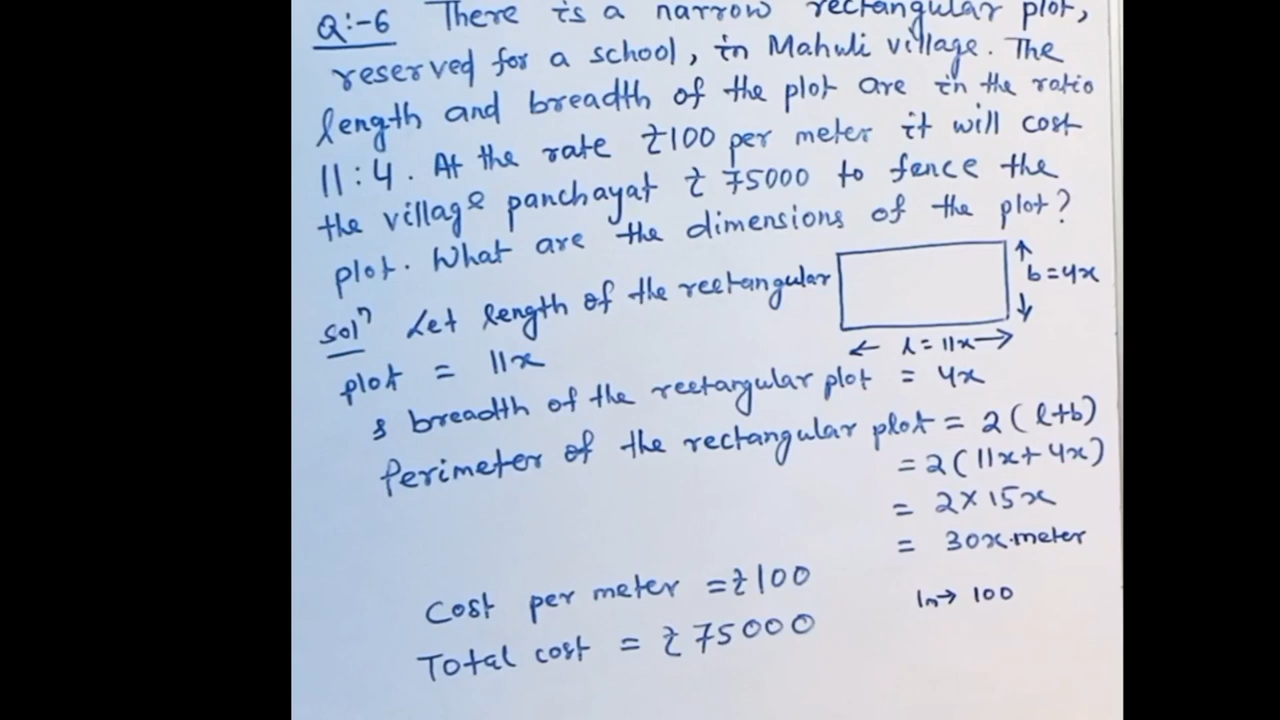 Q:-6 There is a narrow rectangular plot,
reserved for a school, in Mahuli village. The
length and breadth of the plot are in the ratio
11:4. At the rate ₹100 per meter it will cost
the village panchayat ₹75000 to fence the
plot. What are the dimensions of the plot?
b=4x
Solⁿ Let length of the rectangular
l=11x
plot = 11x
& breadth of the rectangular plot = 4x
Perimeter of the rectangular plot = 2(l+b)
=2(11x+4x)
= 2×15x
= 30x·meter
Cost per meter =₹100
1m→ 100
Total cost = ₹75000